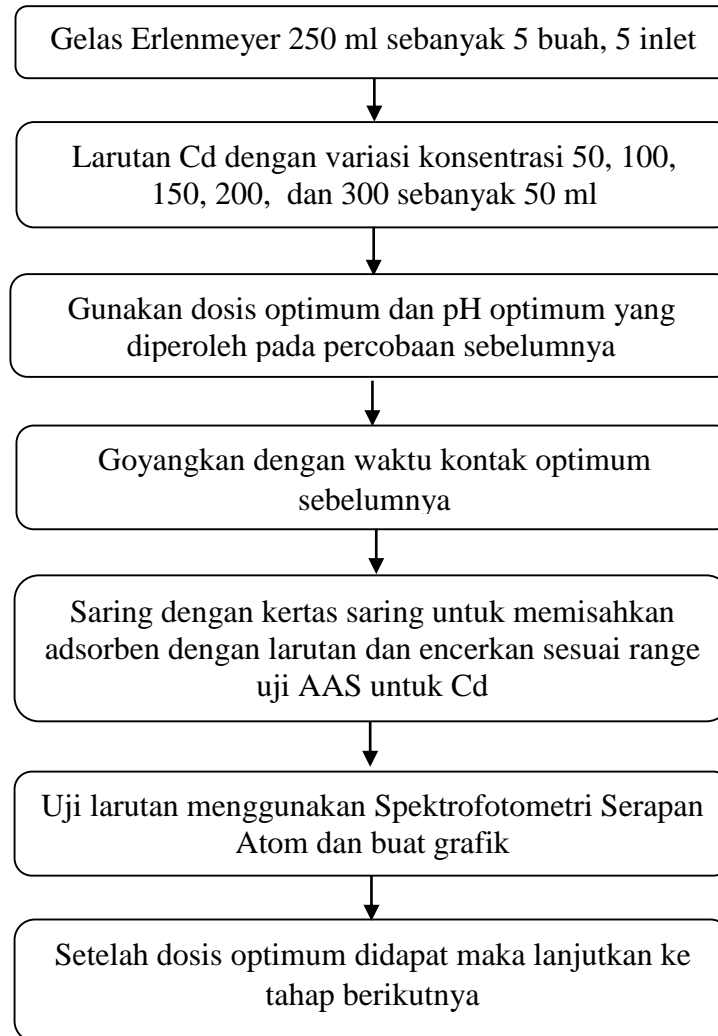 Gelas Erlenmeyer 250 ml sebanyak 5 buah, 5 inlet
Larutan Cd dengan variasi konsentrasi 50, 100,
150, 200,  dan 300 sebanyak 50 ml
Gunakan dosis optimum dan pH optimum yang
diperoleh pada percobaan sebelumnya
Goyangkan dengan waktu kontak optimum
sebelumnya
Saring dengan kertas saring untuk memisahkan
adsorben dengan larutan dan encerkan sesuai range
uji AAS untuk Cd
Uji larutan menggunakan Spektrofotometri Serapan
Atom dan buat grafik
Setelah dosis optimum didapat maka lanjutkan ke
tahap berikutnya